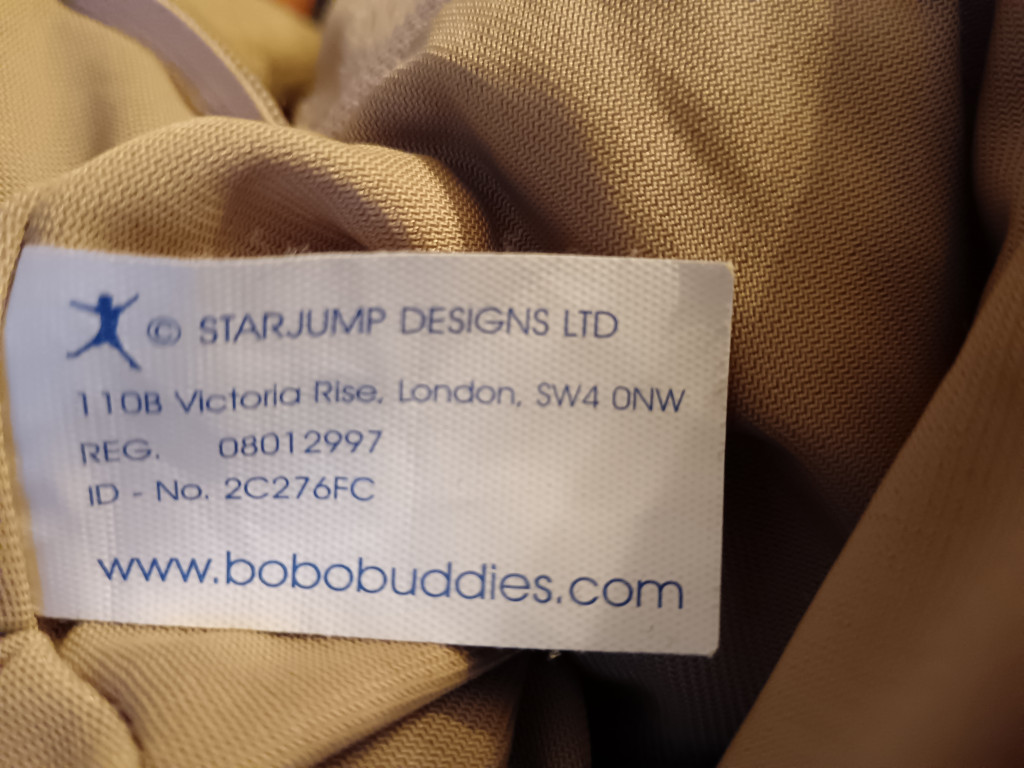 © STARJUMP DESIGNS LTD
110B Victoria Rise, London, SW4 0NW
REG. 08012997
ID - No. 2C276FC
www.bobobuddies.com